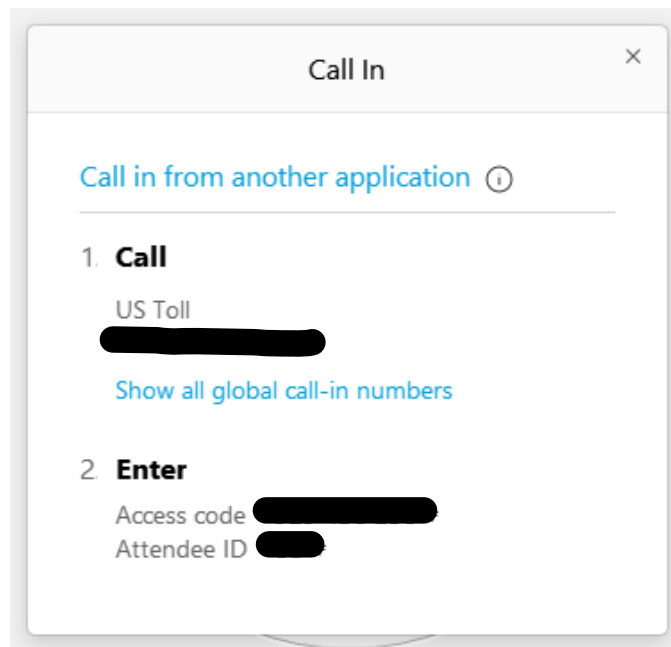 Call In
Call in from another application
1. Call
US Toll
Show all global call-in numbers
2. Enter
Access code
Attendee ID